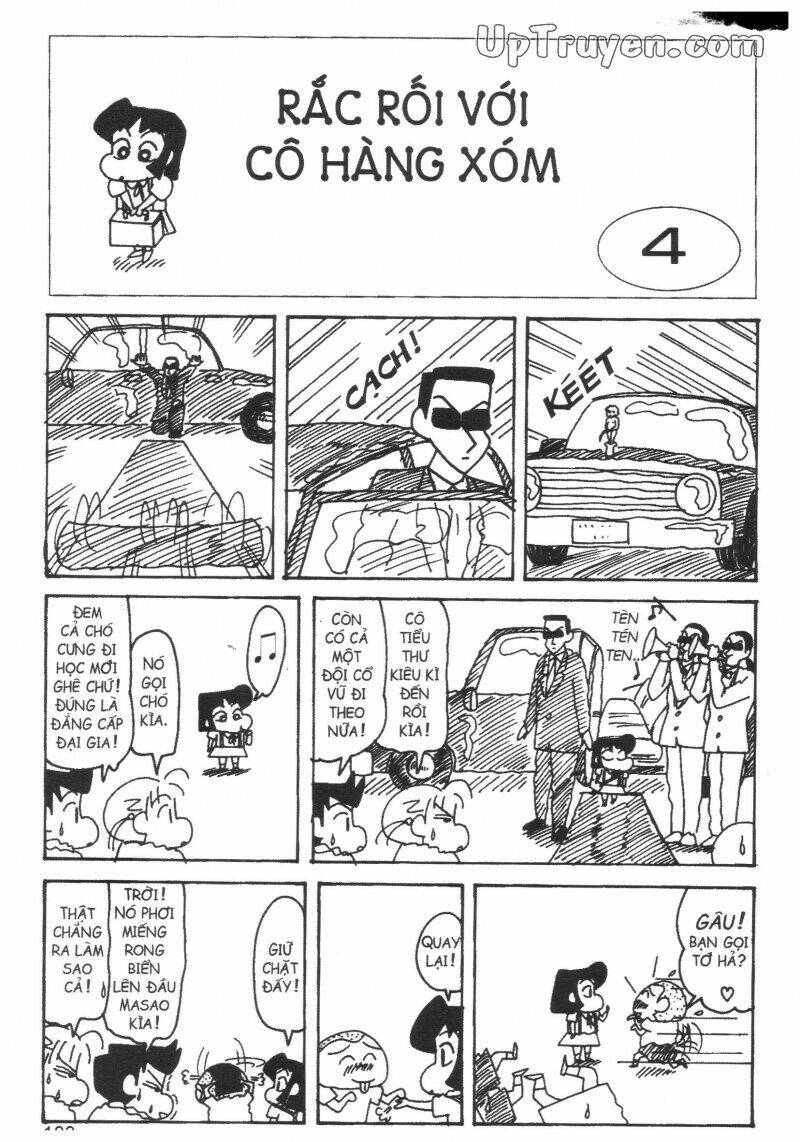 UpTruyen.com
RẮC RỐI VỚI
CÔ HÀNG XÓM
4
KÉÉT
CẠCH!
TÈN
TÉN
TEN...
CÔ
TIỂU
THƯ
KIÊU KÌ
ĐẾN
RỒI
KÌA!
CÒN
CÓ CẢ
MỘT
ĐỘI CỔ
VŨ ĐI
THEO
NỮA!
NÓ
GỌI
CHÓ
KÌA.
ĐEM
CẢ CHÓ
CƯNG ĐI
HỌC MỚI
GHÊ CHỨ!
ĐÚNG LÀ
ĐẲNG CẤP
ĐẠI GIA!
GÂU!
BẠN GỌI
TỚ HẢ?
QUAY
LẠI!
GIỮ
CHẶT
ĐẤY!
TRỜI!
NÓ PHƠI
MIẾNG
RONG
BIỂN
LÊN ĐẦU
MASAO
KÌA!
THẬT
CHẲNG
RA LÀM
SAO
CẢ!